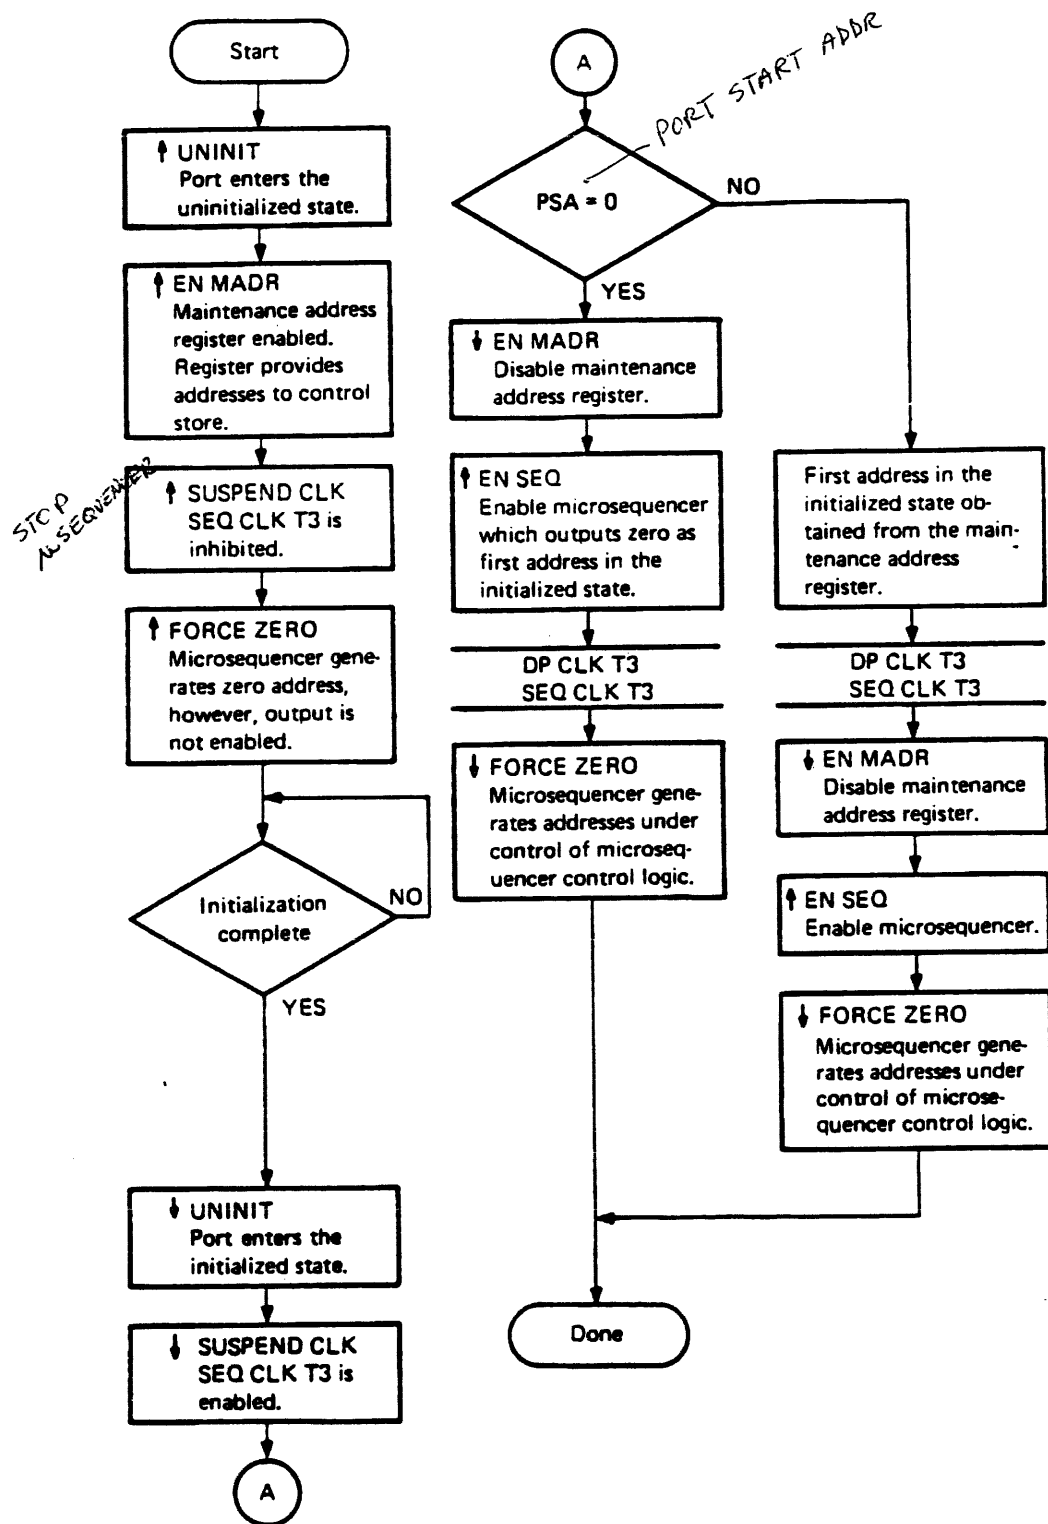 Start
↑ UNINIT
Port enters the
uninitialized state.
↑ EN MADR
Maintenance address
register enabled.
Register provides
addresses to control
store.
STOP
µSEQUENCER
↑ SUSPEND CLK
SEQ CLK T3 is
inhibited.
↑ FORCE ZERO
Microsequencer gene-
rates zero address,
however, output is
not enabled.
Initialization
complete
NO
YES
↓ UNINIT
Port enters the
initialized state.
↓ SUSPEND CLK
SEQ CLK T3 is
enabled.
A
A
PORT START ADDR
PSA = 0
NO
YES
↓ EN MADR
Disable maintenance
address register.
↑ EN SEQ
Enable microsequencer
which outputs zero as
first address in the
initialized state.
DP CLK T3
SEQ CLK T3
↓ FORCE ZERO
Microsequencer gene-
rates addresses under
control of microseq-
uencer control logic.
First address in the
initialized state ob-
tained from the main-
tenance address
register.
DP CLK T3
SEQ CLK T3
↓ EN MADR
Disable maintenance
address register.
↑ EN SEQ
Enable microsequencer.
↓ FORCE ZERO
Microsequencer gene-
rates addresses under
control of microse-
quencer control logic.
Done